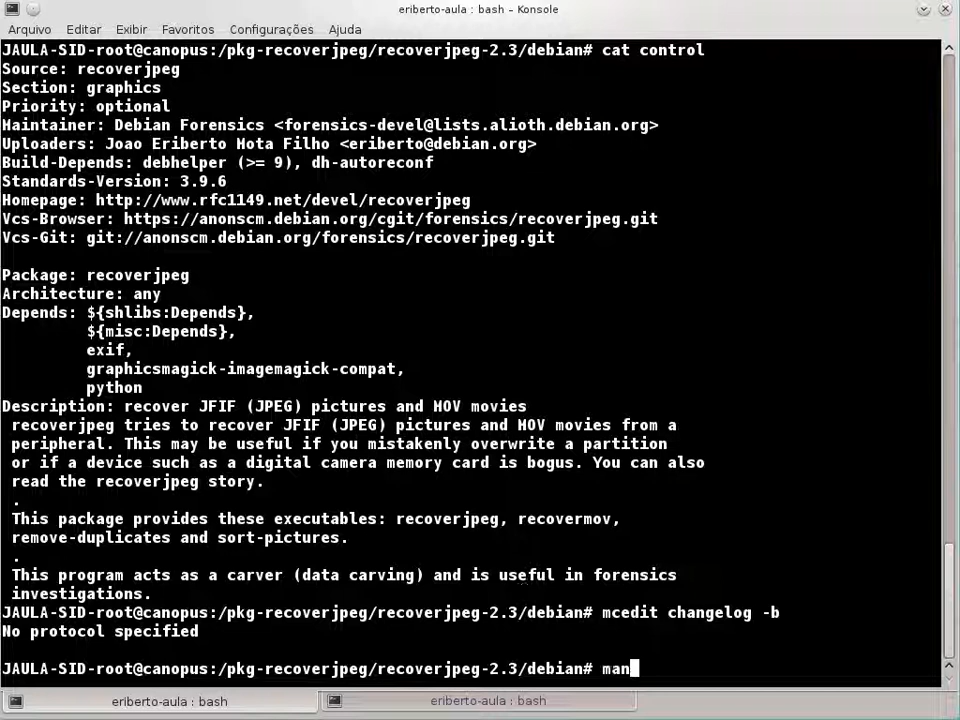 eriberto-aula : bash – Konsole
Arquivo Editar Exibir Favoritos Configurações Ajuda
JAULA-SID-root@canopus:/pkg-recoverjpeg/recoverjpeg-2.3/debian# cat control
Source: recoverjpeg
Section: graphics
Priority: optional
Maintainer: Debian Forensics <forensics-devel@lists.alioth.debian.org>
Uploaders: Joao Eriberto Mota Filho <eriberto@debian.org>
Build-Depends: debhelper (>= 9), dh-autoreconf
Standards-Version: 3.9.6
Homepage: http://www.rfc1149.net/devel/recoverjpeg
Vcs-Browser: https://anonscm.debian.org/cgit/forensics/recoverjpeg.git
Vcs-Git: git://anonscm.debian.org/forensics/recoverjpeg.git
Package: recoverjpeg
Architecture: any
Depends: ${shlibs:Depends},
${misc:Depends},
exif,
graphicsmagick-imagemagick-compat,
python
Description: recover JFIF (JPEG) pictures and MOV movies
recoverjpeg tries to recover JFIF (JPEG) pictures and MOV movies from a
peripheral. This may be useful if you mistakenly overwrite a partition
or if a device such as a digital camera memory card is bogus. You can also
read the recoverjpeg story.
.
This package provides these executables: recoverjpeg, recovermov,
remove-duplicates and sort-pictures.
.
This program acts as a carver (data carving) and is useful in forensics
investigations.
JAULA-SID-root@canopus:/pkg-recoverjpeg/recoverjpeg-2.3/debian# mcedit changelog -b
No protocol specified
JAULA-SID-root@canopus:/pkg-recoverjpeg/recoverjpeg-2.3/debian# man
eriberto-aula : bash
eriberto-aula : bash